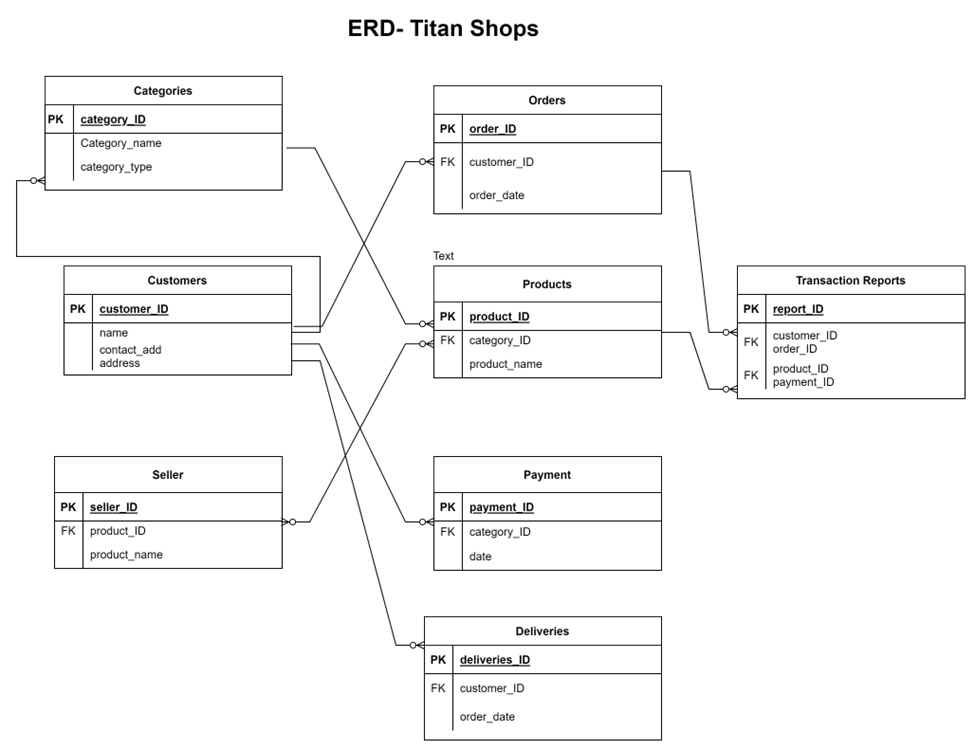 ERD- Titan Shops
Categories
PK category_ID
Category_name
category_type
Orders
PK order_ID
FK customer_ID
order_date
Text
Customers
PK customer_ID
name
contact_add
address
Products
PK product_ID
FK category_ID
product_name
Transaction Reports
PK report_ID
FK customer_ID
order_ID
FK product_ID
payment_ID
Seller
PK seller_ID
FK product_ID
product_name
Payment
PK payment_ID
FK category_ID
date
Deliveries
PK deliveries_ID
FK customer_ID
order_date